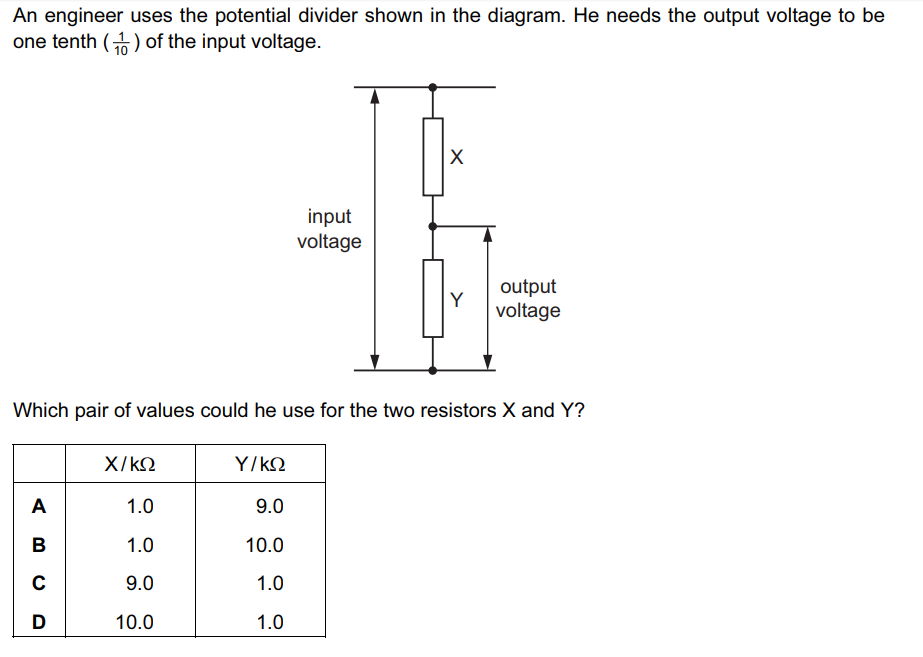 An engineer uses the potential divider shown in the diagram. He needs the output voltage to be
one tenth (1/10) of the input voltage.
X
input
voltage
Y
output
voltage
Which pair of values could he use for the two resistors X and Y?
X/kΩ Y/kΩ
A 1.0 9.0
B 1.0 10.0
C 9.0 1.0
D 10.0 1.0